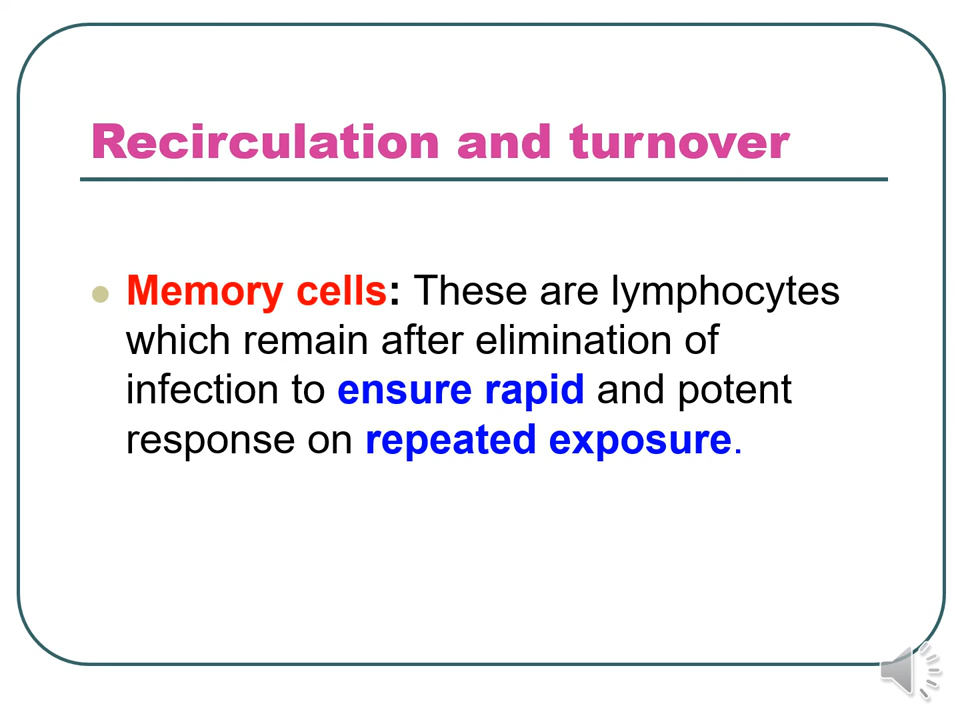 Recirculation and turnover
Memory cells: These are lymphocytes
which remain after elimination of
infection to ensure rapid and potent
response on repeated exposure.